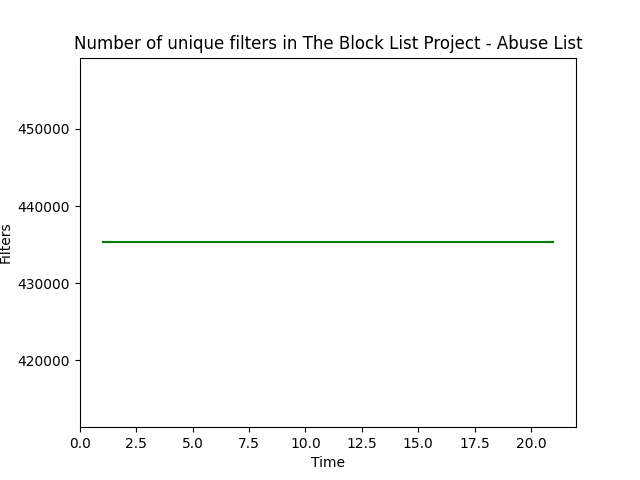 Number of unique filters in The Block List Project - Abuse List
450000
440000
430000
420000
Filters
0.0 2.5 5.0 7.5 10.0 12.5 15.0 17.5 20.0
Time